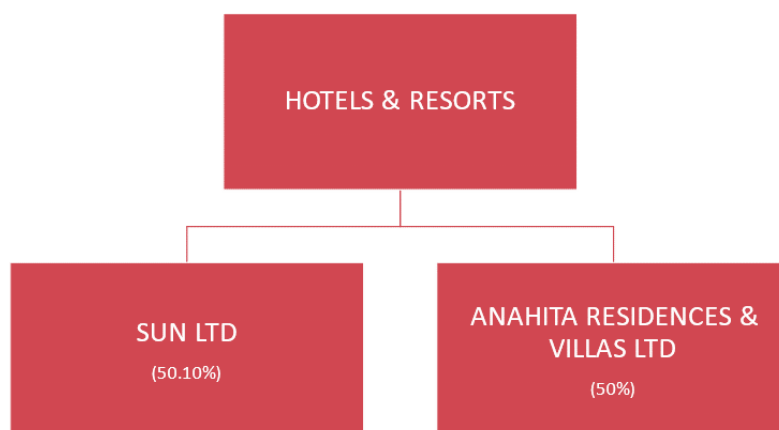 HOTELS & RESORTS
SUN LTD
(50.10%)
ANAHITA RESIDENCES &
VILLAS LTD
(50%)